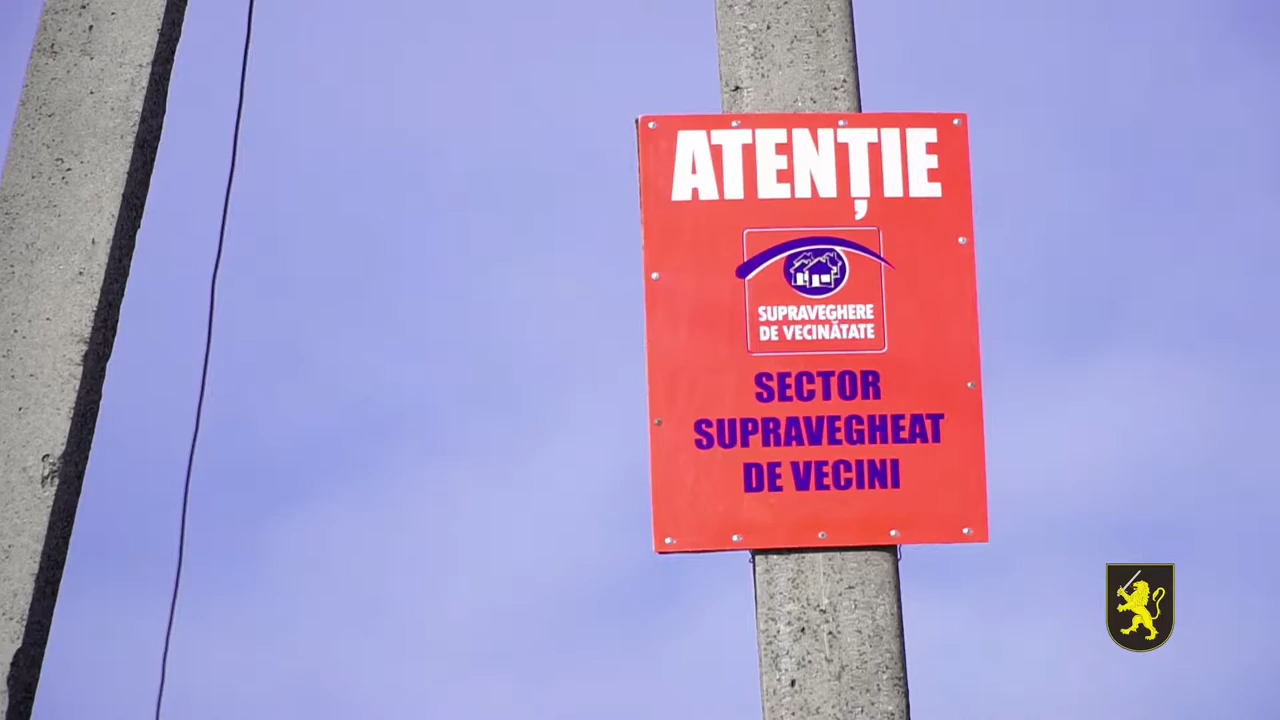 ATENȚIE
SUPRAVEGHERE
DE VECINĂTATE
SECTOR
SUPRAVEGHEAT
DE VECINI